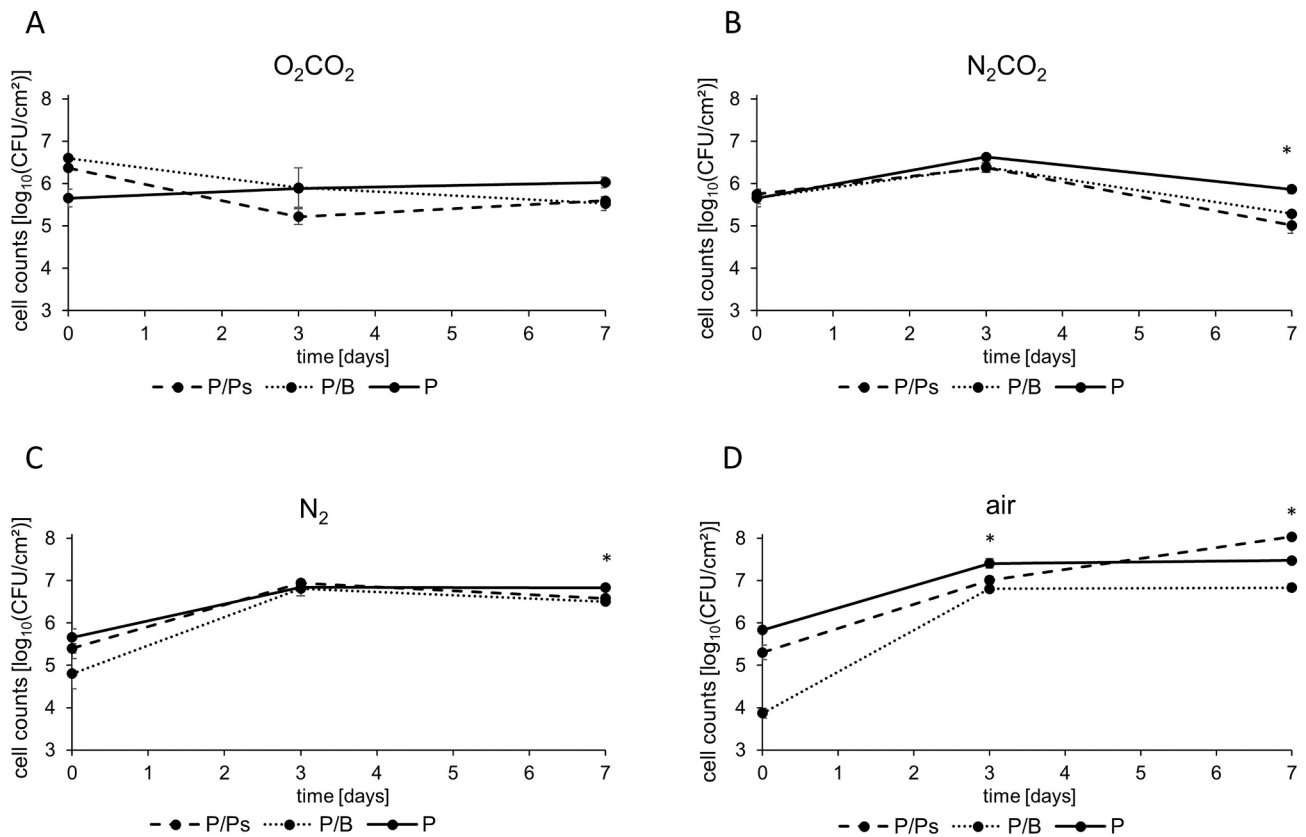 A
O₂CO₂
cell counts [log₁₀(CFU/cm²)]
8
7
6
5
4
3
0 1 2 3 4 5 6 7
time [days]
P/Ps P/B P
B
N₂CO₂
cell counts [log₁₀(CFU/cm²)]
8
7
6
5
4
3
*
0 1 2 3 4 5 6 7
time [days]
P/Ps P/B P
C
N₂
cell counts [log₁₀(CFU/cm²)]
8
7
6
5
4
3
*
0 1 2 3 4 5 6 7
time [days]
P/Ps P/B P
D
air
cell counts [log₁₀(CFU/cm²)]
8
7
6
5
4
3
* *
0 1 2 3 4 5 6 7
time [days]
P/Ps P/B P